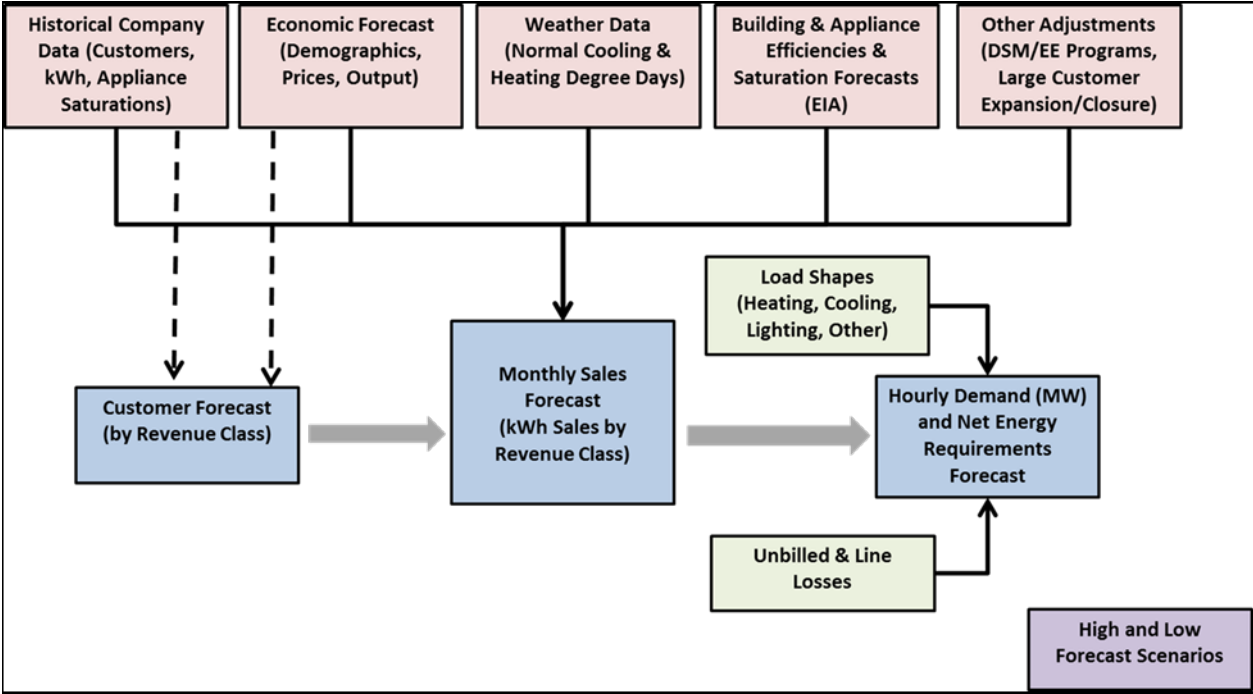 Historical Company
Data (Customers,
kWh, Appliance
Saturations)
Economic Forecast
(Demographics,
Prices, Output)
Weather Data
(Normal Cooling &
Heating Degree Days)
Building & Appliance
Efficiencies &
Saturation Forecasts
(EIA)
Other Adjustments
(DSM/EE Programs,
Large Customer
Expansion/Closure)
Load Shapes
(Heating, Cooling,
Lighting, Other)
Customer Forecast
(by Revenue Class)
Monthly Sales
Forecast
(kWh Sales by
Revenue Class)
Hourly Demand (MW)
and Net Energy
Requirements
Forecast
Unbilled & Line
Losses
High and Low
Forecast Scenarios